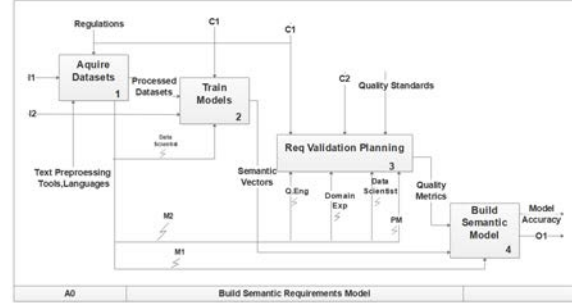 Regulations
C1
C1
I1
Aquire
Datasets
1
Processed
Datasets
Train
Models
2
C2
Quality Standards
I2
Data
Scientist
Req Validation Planning
3
Text Preprossing
Tools,Languages
Semantic
Vectors
Q.Eng
Domain
Exp
Data
Scientist
PM
Quality
Metrics
M2
M1
Build
Semantic
Model
4
Model
Accuracy
O1
A0
Build Semantic Requirements Model